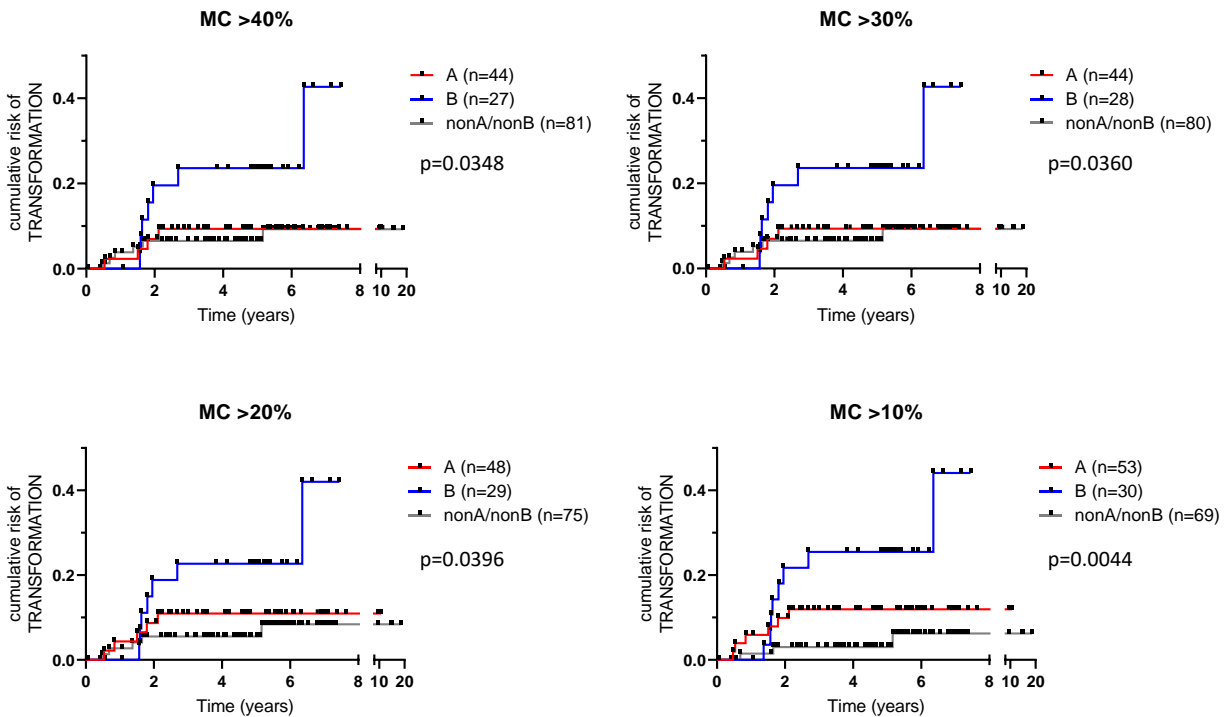 MC >40%
cumulative risk of
TRANSFORMATION
0.4
0.2
0.0
0 2 4 6 8 10 20
Time (years)
A (n=44)
B (n=27)
nonA/nonB (n=81)
p=0.0348
MC >30%
cumulative risk of
TRANSFORMATION
0.4
0.2
0.0
0 2 4 6 8 10 20
Time (years)
A (n=44)
B (n=28)
nonA/nonB (n=80)
p=0.0360
MC >20%
cumulative risk of
TRANSFORMATION
0.4
0.2
0.0
0 2 4 6 8 10 20
Time (years)
A (n=48)
B (n=29)
nonA/nonB (n=75)
p=0.0396
MC >10%
cumulative risk of
TRANSFORMATION
0.4
0.2
0.0
0 2 4 6 8 10 20
Time (years)
A (n=53)
B (n=30)
nonA/nonB (n=69)
p=0.0044